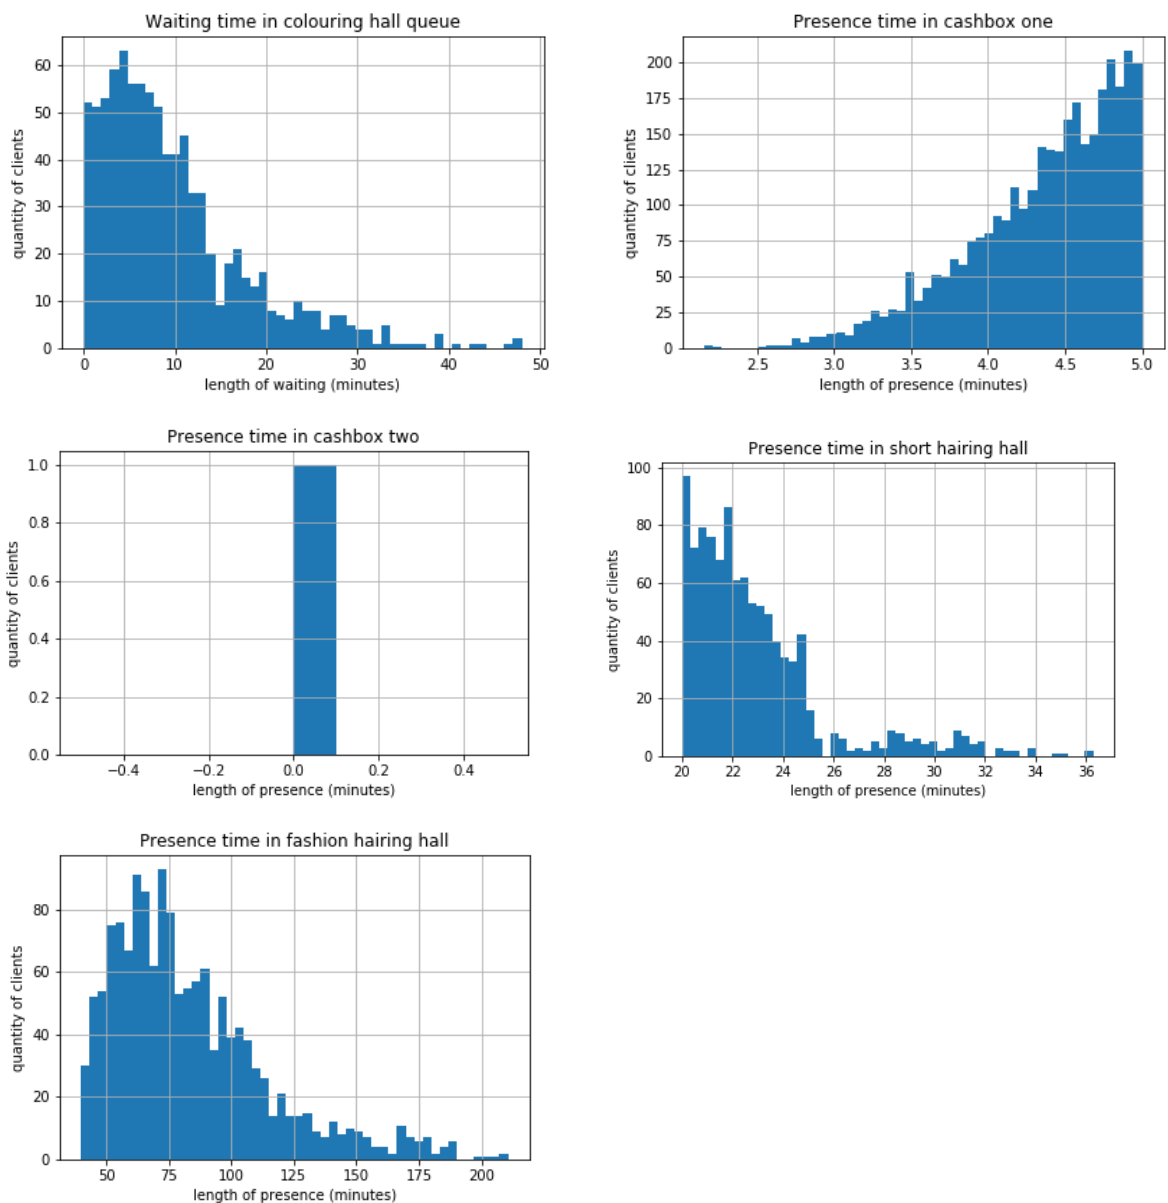 Waiting time in colouring hall queue
quantity of clients
60
50
40
30
20
10
0
0 10 20 30 40 50
length of waiting (minutes)
Presence time in cashbox one
quantity of clients
200
175
150
125
100
75
50
25
0
2.5 3.0 3.5 4.0 4.5 5.0
length of presence (minutes)
Presence time in cashbox two
quantity of clients
1.0
0.8
0.6
0.4
0.2
0.0
−0.4 −0.2 0.0 0.2 0.4
length of presence (minutes)
Presence time in short hairing hall
quantity of clients
100
80
60
40
20
0
20 22 24 26 28 30 32 34 36
length of presence (minutes)
Presence time in fashion hairing hall
quantity of clients
80
60
40
20
0
50 75 100 125 150 175 200
length of presence (minutes)